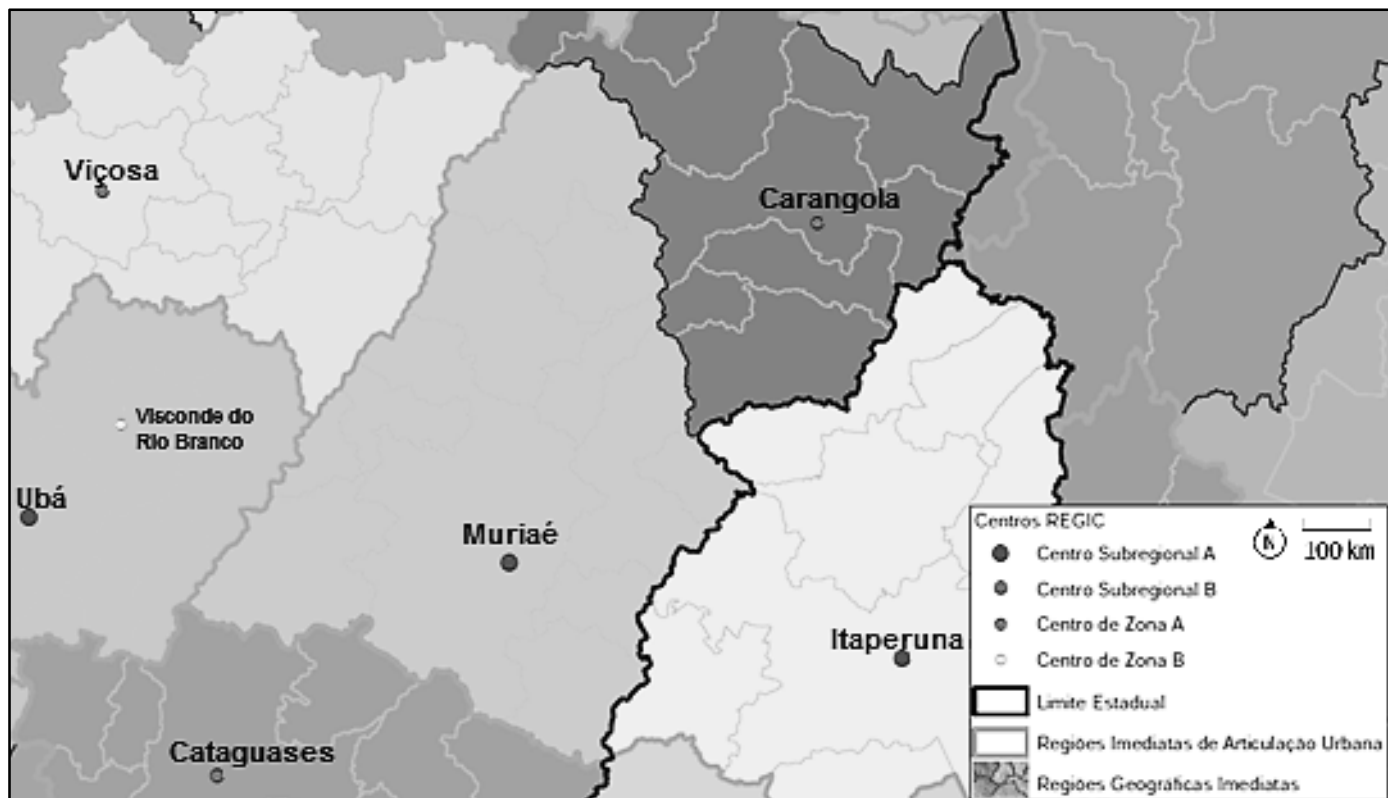 Viçosa
Carangola
Visconde do
Rio Branco
Ubá
Muriaé
Itaperuna
Cataguases
Centros REGIC
Centro Subregional A
Centro Subregional B
Centro de Zona A
Centro de Zona B
N
100 km
Limite Estadual
Regiões Imediatas de Articulação Urbana
Regiões Geográficas Imediatas